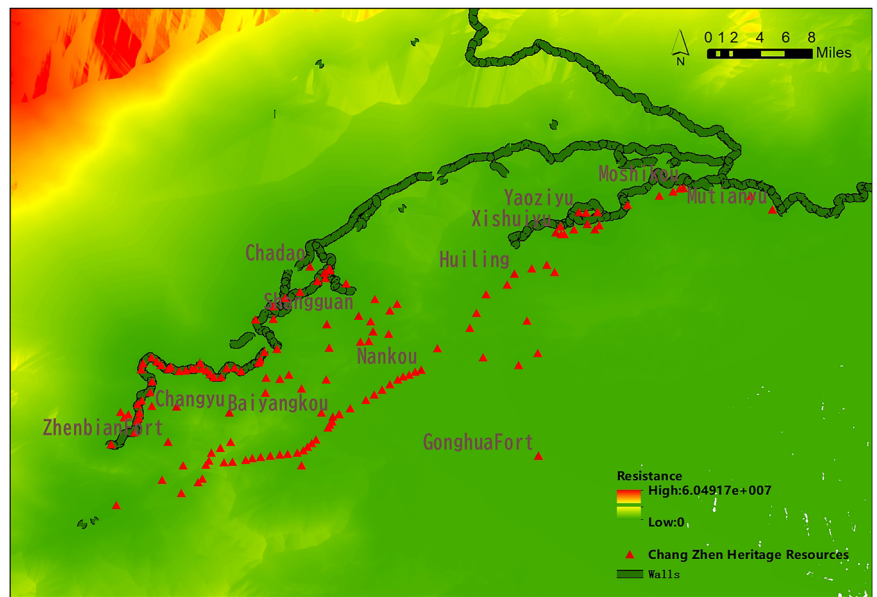 0 1 2 4 6 8
Miles
N
Moshikou
Mutianyu
Yaoziyu
Xishuiyu
Huiling
Chadao
Shangguan
Nankou
Changyu
Baiyangkou
ZhenbianFort
GonghuaFort
Resistance
High:6.04917e+007
Low:0
Chang Zhen Heritage Resources
Walls